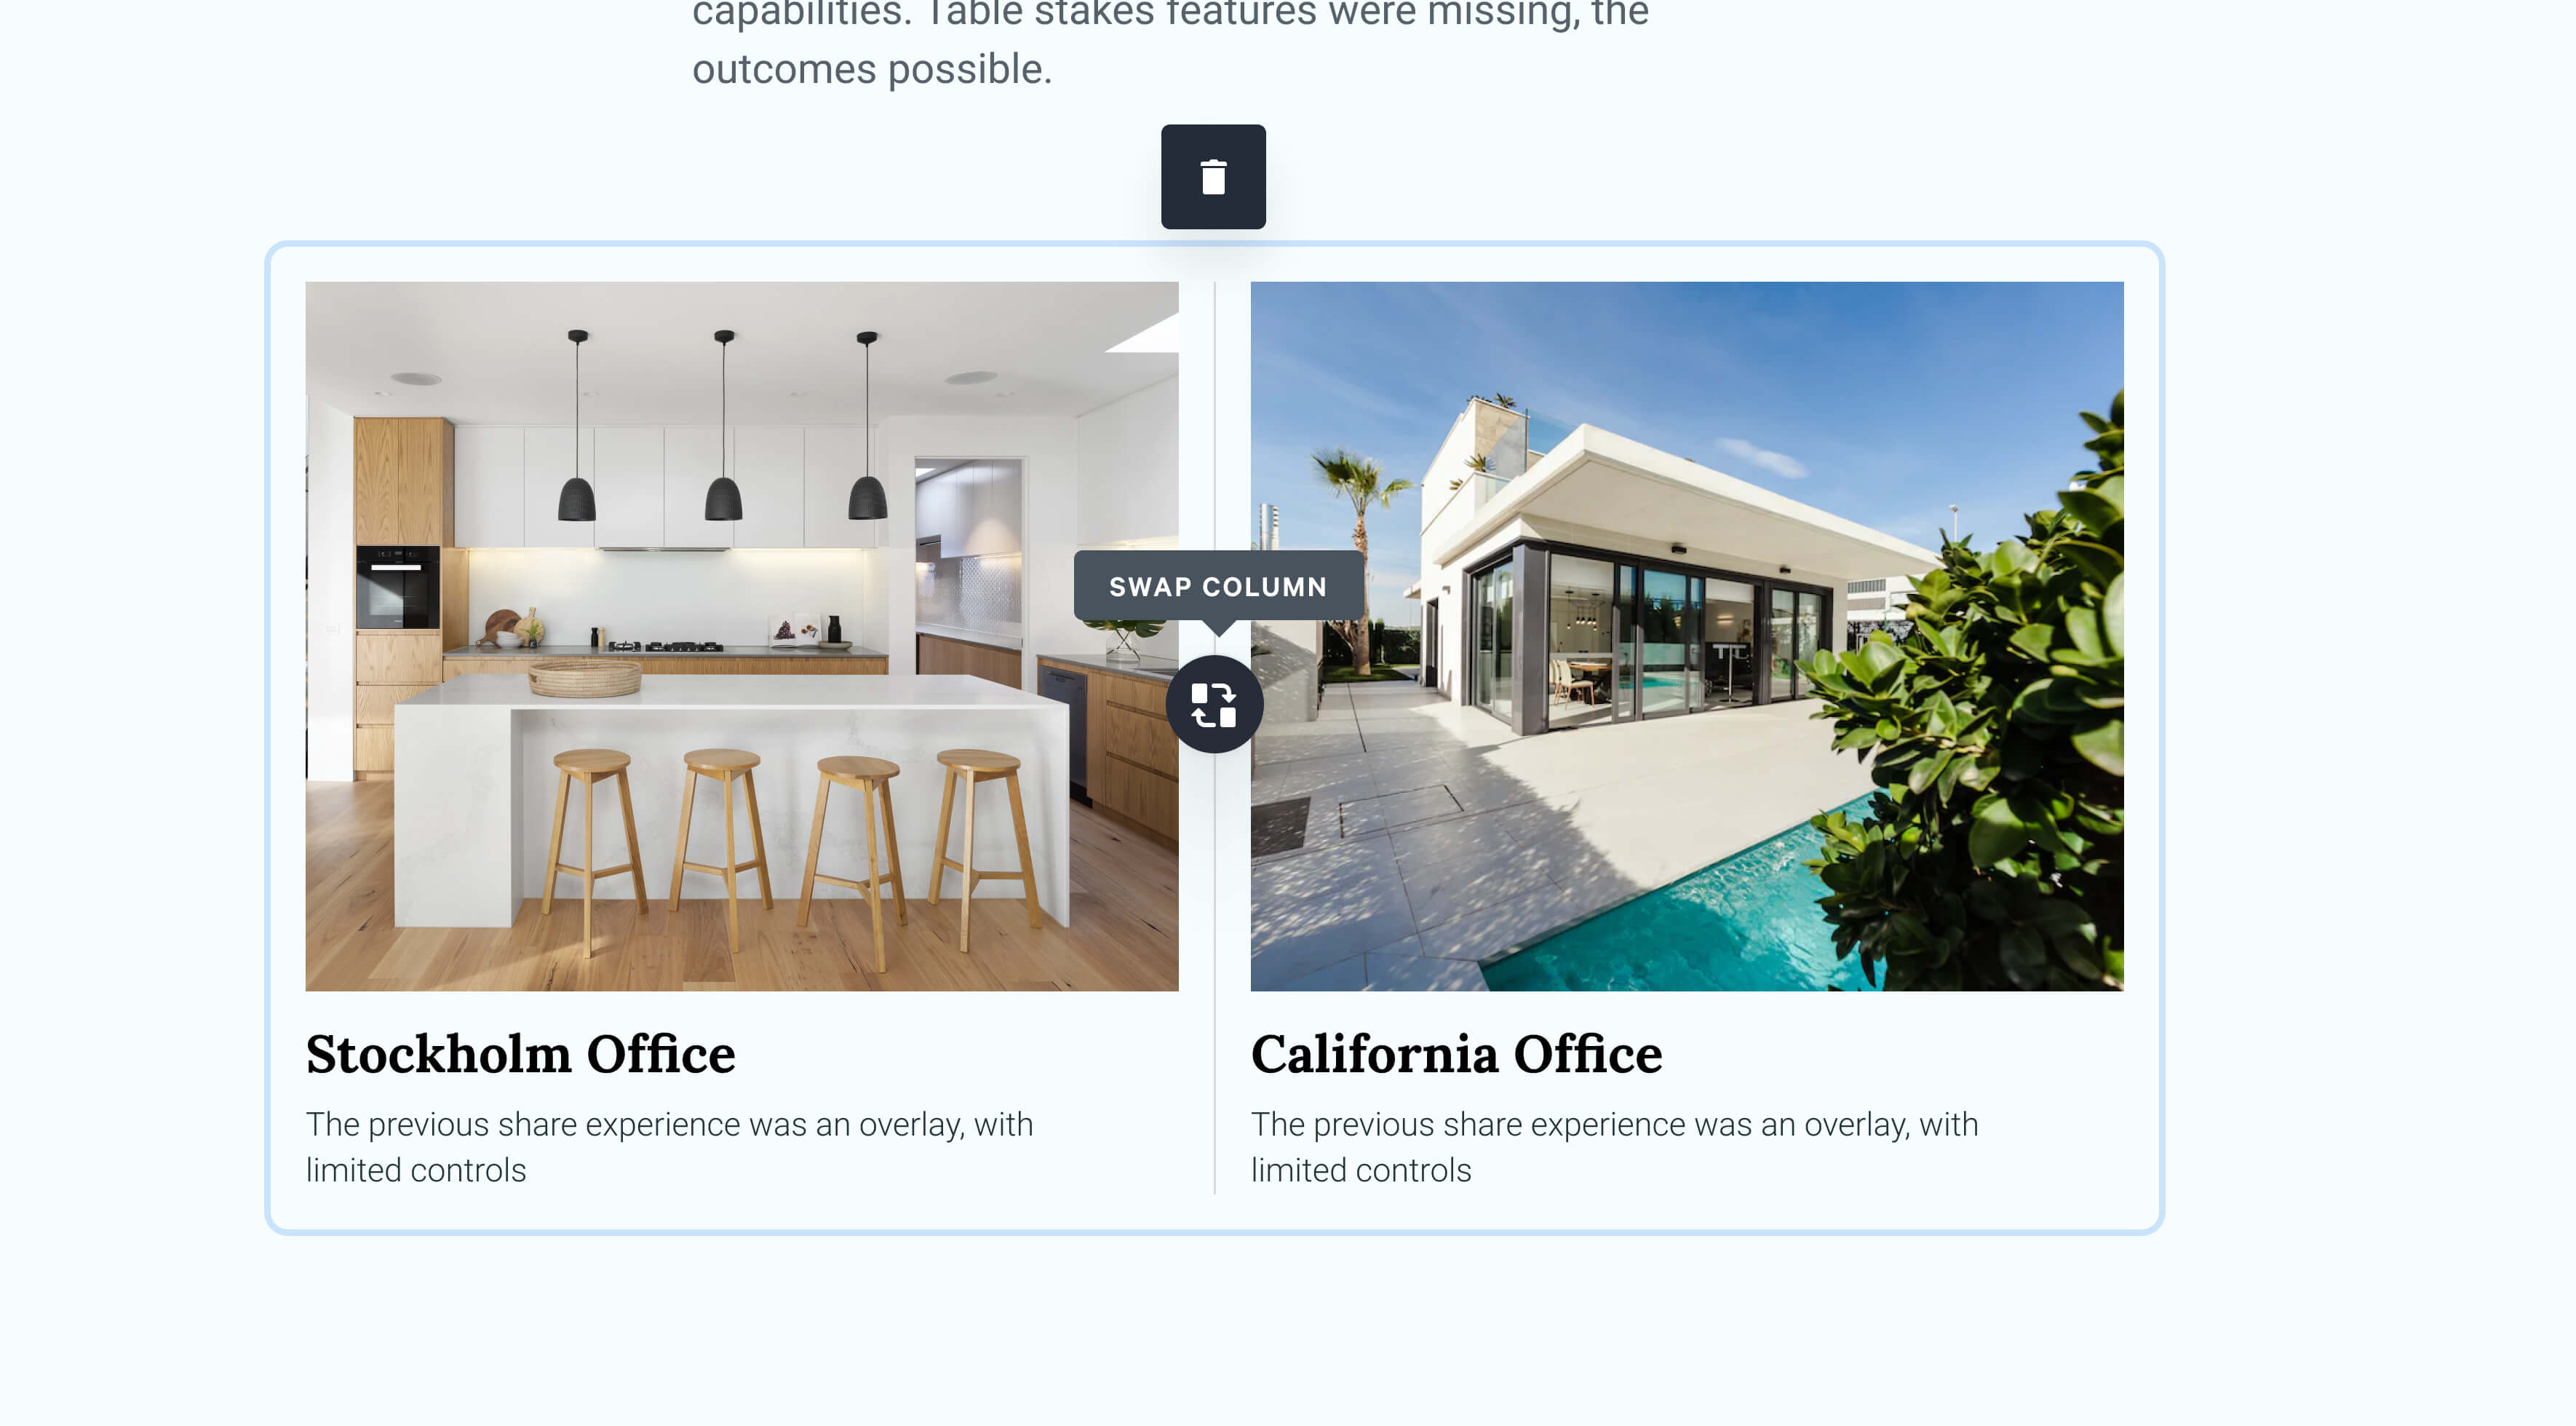 capabilities. Table stakes features were missing, the
outcomes possible.
SWAP COLUMN
Stockholm Office
The previous share experience was an overlay, with
limited controls
California Office
The previous share experience was an overlay, with
limited controls